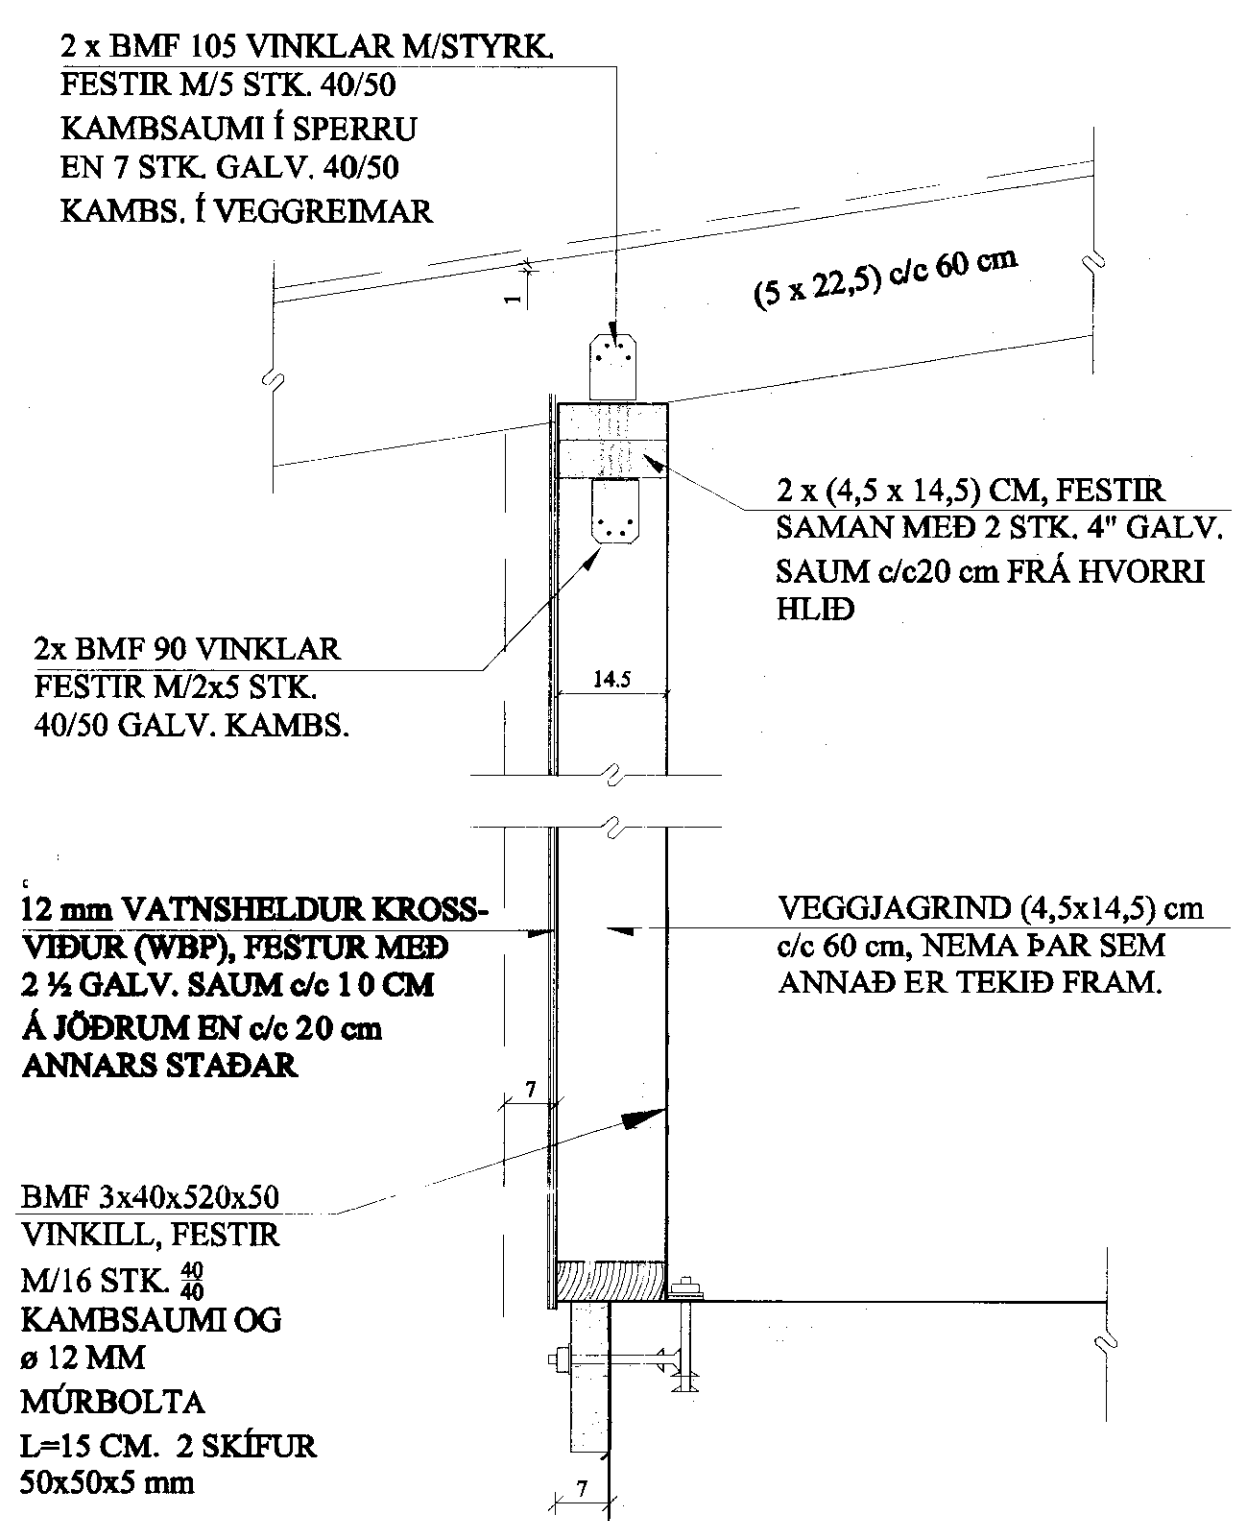 2 x BMF 105 VINKLAR M/STYRK.
FESTIR M/5 STK. 40/50
KAMBSAUMI Í SPERRU
EN 7 STK. GALV. 40/50
KAMBS. Í VEGGREIMAR
(5 x 22,5) c/c 60 cm
1
2 x (4,5 x 14,5) CM, FESTIR
SAMAN MEÐ 2 STK. 4" GALV.
SAUM c/c20 cm FRÁ HVORRI
HLIÐ
2x BMF 90 VINKLAR
FESTIR M/2x5 STK.
40/50 GALV. KAMBS.
14.5
12 mm VATNSHELDUR KROSS-
VIÐUR (WBP), FESTUR MEÐ
2 ½ GALV. SAUM c/c 10 CM
Á JÖÐRUM EN c/c 20 cm
ANNARS STAÐAR
VEGGJAGRIND (4,5x14,5) cm
c/c 60 cm, NEMA ÞAR SEM
ANNAÐ ER TEKIÐ FRAM.
7
BMF 3x40x520x50
VINKILL, FESTIR
M/16 STK. 40/40
KAMBSAUMI OG
ø 12 MM
MÚRBOLTA
L=15 CM. 2 SKÍFUR
50x50x5 mm
7